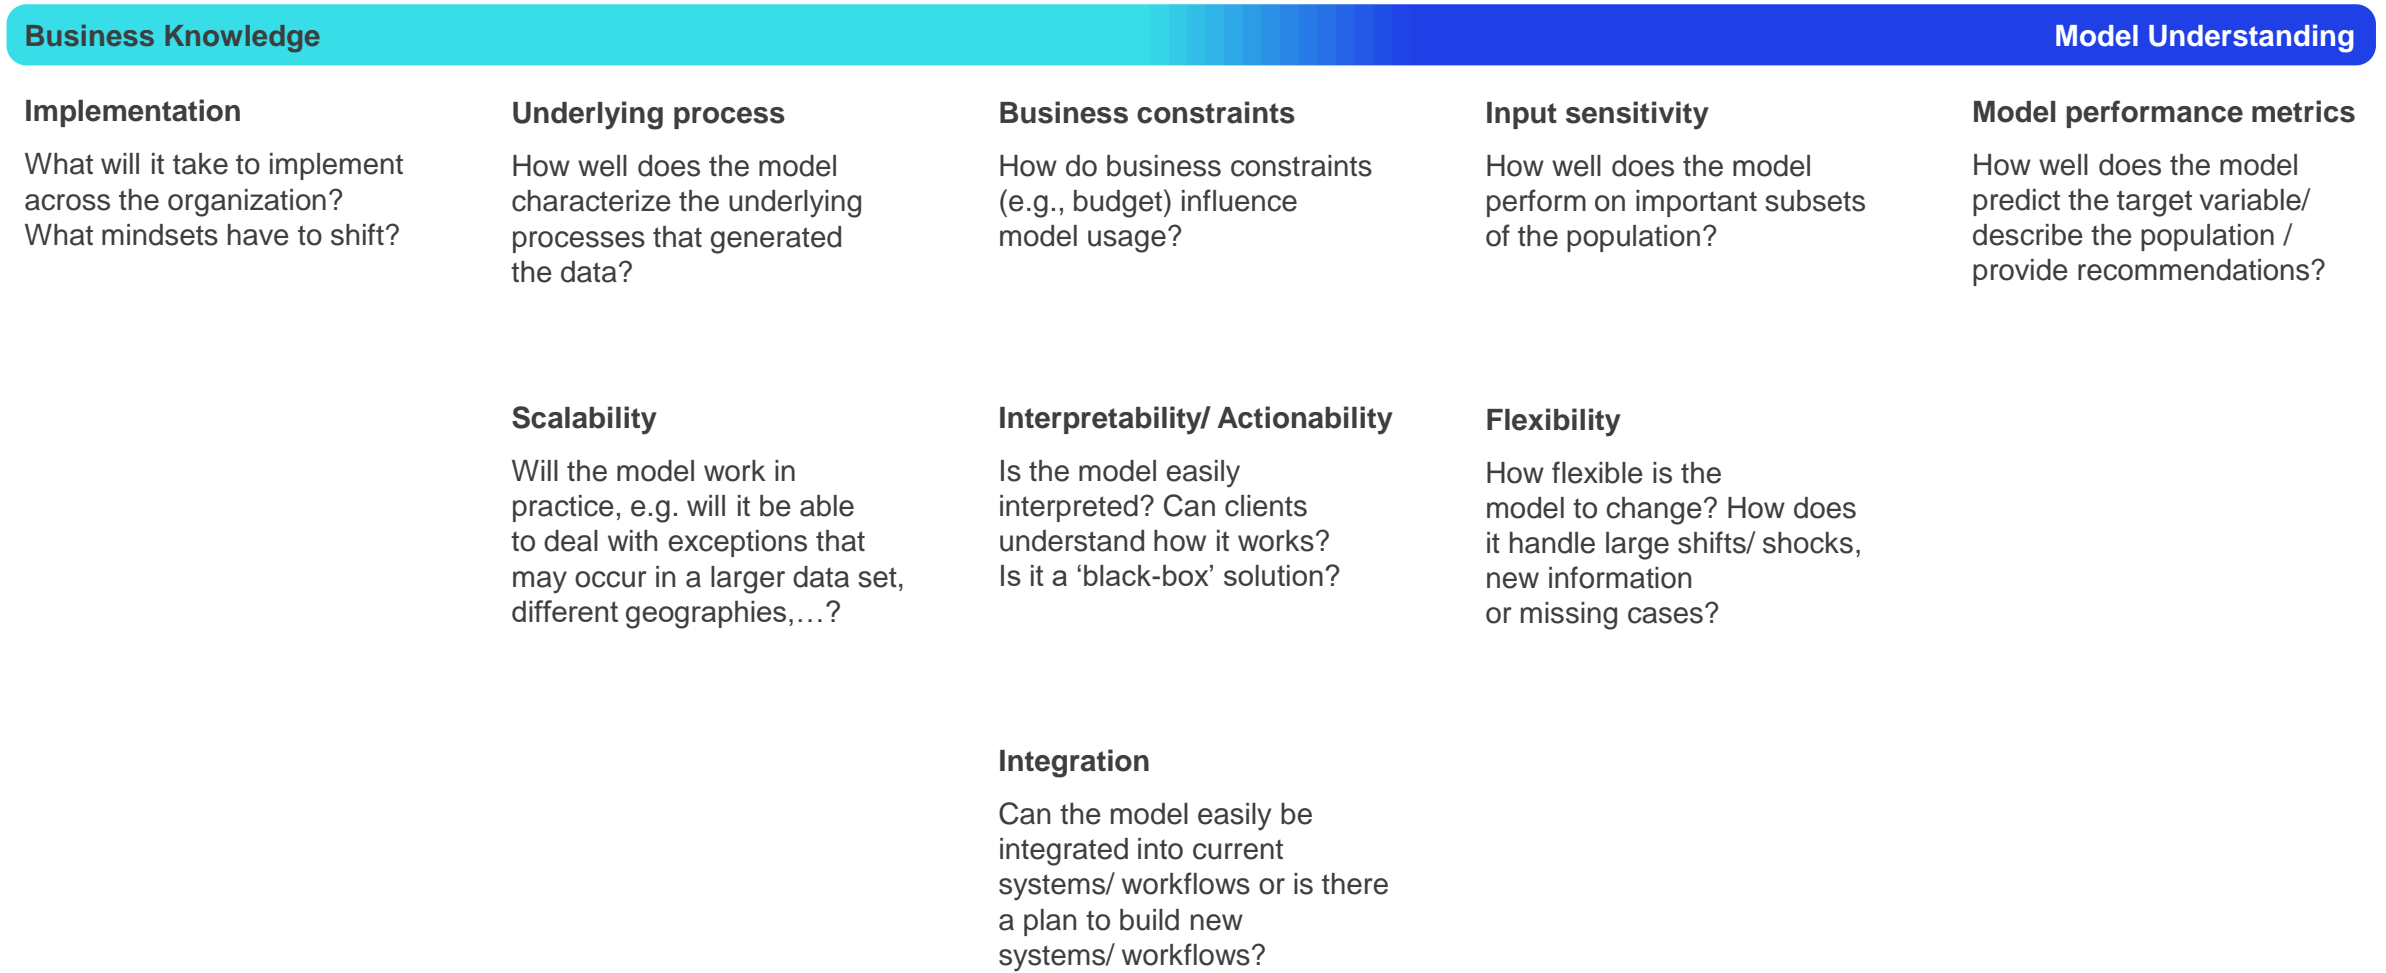 Business Knowledge
Model Understanding
Implementation
What will it take to implement
across the organization?
What mindsets have to shift?
Underlying process
How well does the model
characterize the underlying
processes that generated
the data?
Business constraints
How do business constraints
(e.g., budget) influence
model usage?
Input sensitivity
How well does the model
perform on important subsets
of the population?
Model performance metrics
How well does the model
predict the target variable/
describe the population /
provide recommendations?
Scalability
Will the model work in
practice, e.g. will it be able
to deal with exceptions that
may occur in a larger data set,
different geographies,…?
Interpretability/ Actionability
Is the model easily
interpreted? Can clients
understand how it works?
Is it a ‘black-box’ solution?
Flexibility
How flexible is the
model to change? How does
it handle large shifts/ shocks,
new information
or missing cases?
Integration
Can the model easily be
integrated into current
systems/ workflows or is there
a plan to build new
systems/ workflows?